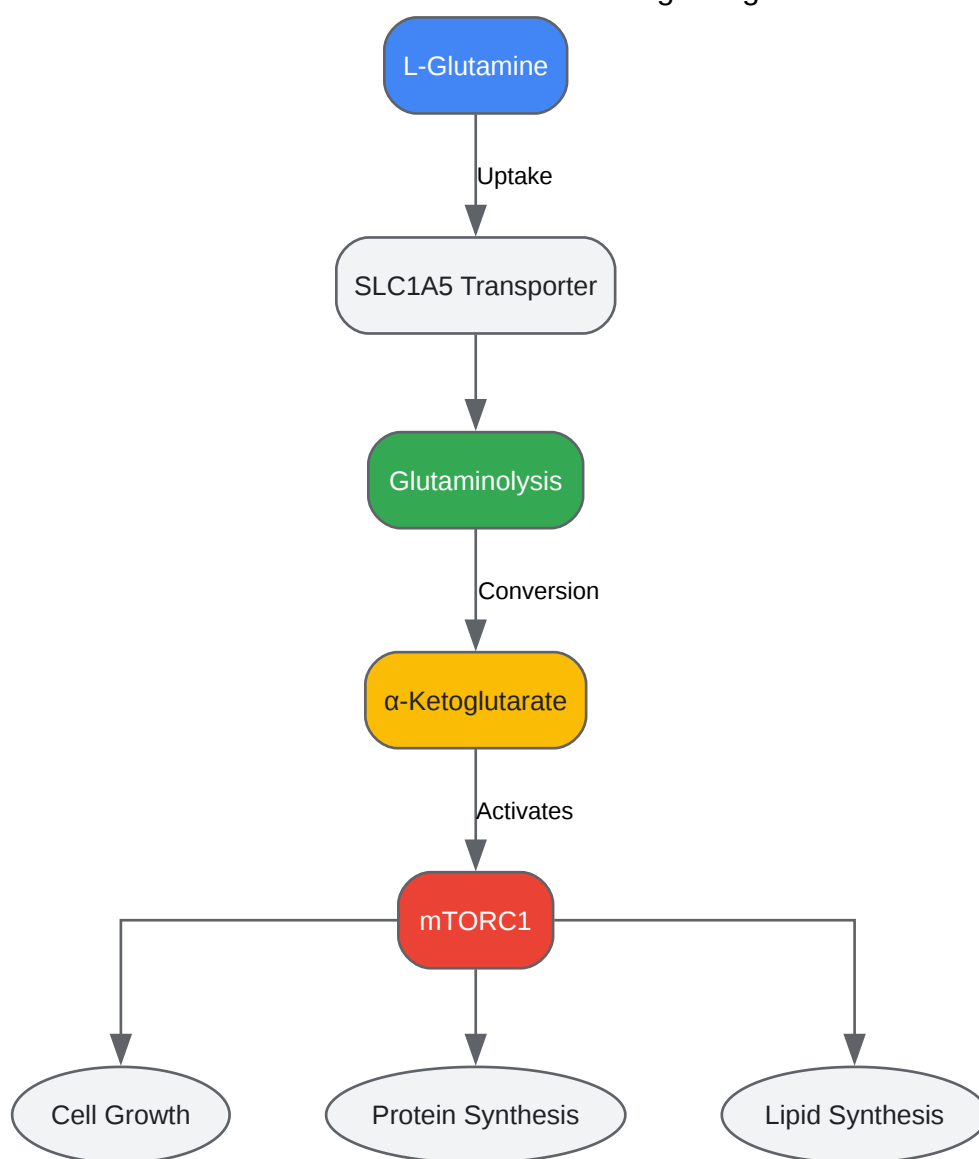 L-Glutamine
Uptake
SLC1A5 Transporter
Glutaminolysis
Conversion
α-Ketoglutarate
Activates
mTORC1
Cell Growth
Protein Synthesis
Lipid Synthesis